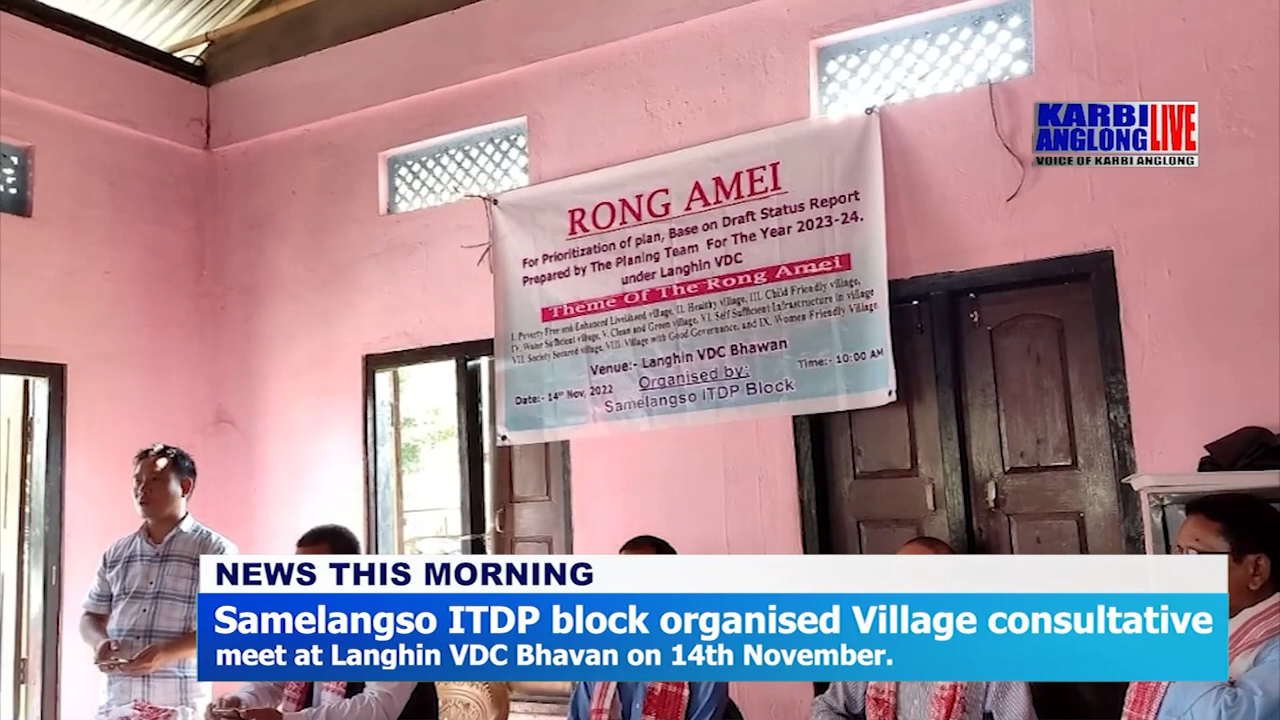 KARBI
ANGLONG LIVE
VOICE OF KARBI ANGLONG
RONG AMEI
For Prioritization of plan, Base on Draft Status Report
Prepared by The Planing Team For The Year 2023-24.
under Langhin VDC
Theme Of The Rong Amei
I. Poverty Free and Enhanced Livelihood village, II. Healthy village, III. Child Friendly village,
IV. Water Sufficient village, V. Clean and Green village, VI. Self Sufficient Infrastructure in village
VII. Society Secured village, VIII. Village with Good Governance, and IX. Women Friendly Village
Venue:- Langhin VDC Bhawan
Date:- 14th Nov, 2022 Organised by: Time:- 10:00 AM
Samelangso ITDP Block
NEWS THIS MORNING
Samelangso ITDP block organised Village consultative
meet at Langhin VDC Bhavan on 14th November.